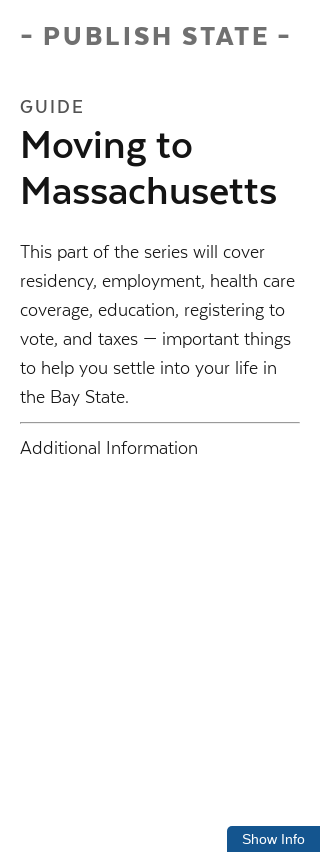 - PUBLISH STATE -
GUIDE
Moving to
Massachusetts
This part of the series will cover
residency, employment, health care
coverage, education, registering to
vote, and taxes — important things
to help you settle into your life in
the Bay State.
Additional Information
Show Info